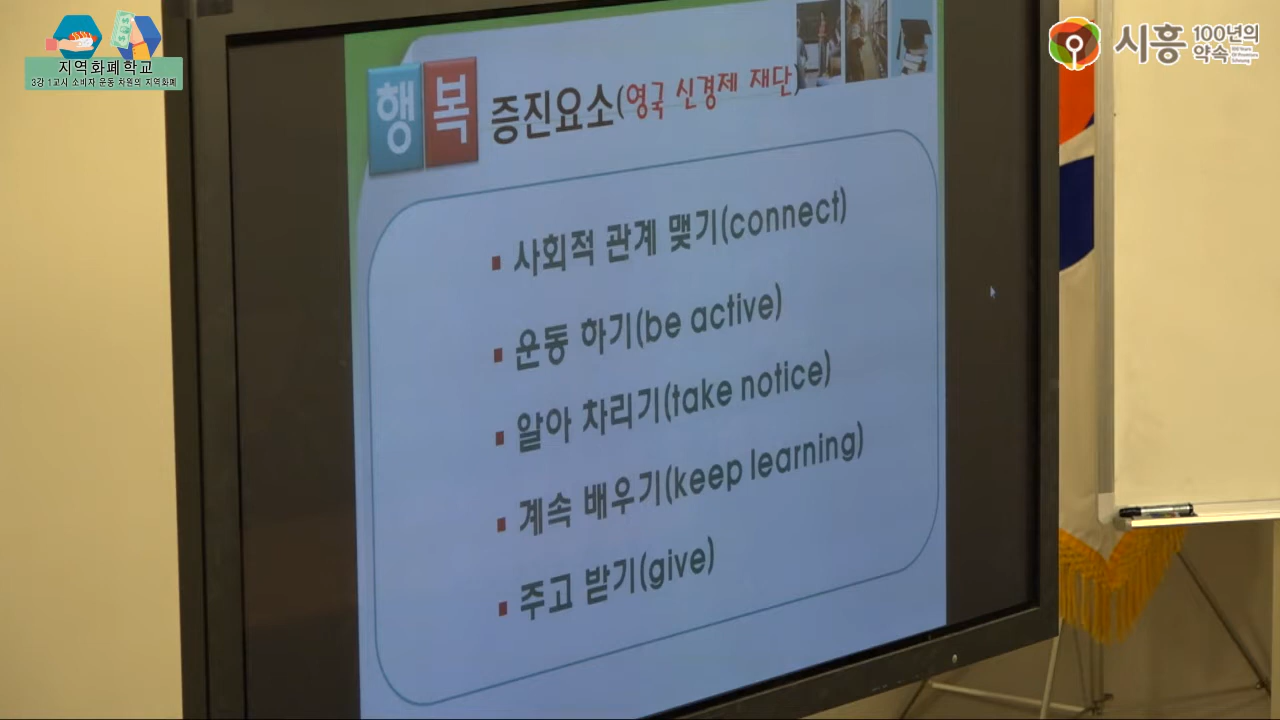 지역화폐학교
3강 1교시 소비자 운동 차원의 지역화폐
시흥 100년의 약속
행복 증진요소(영국 신경제 재단)
▪ 사회적 관계 맺기(connect)
▪ 운동 하기(be active)
▪ 알아 차리기(take notice)
▪ 계속 배우기(keep learning)
▪ 주고 받기(give)